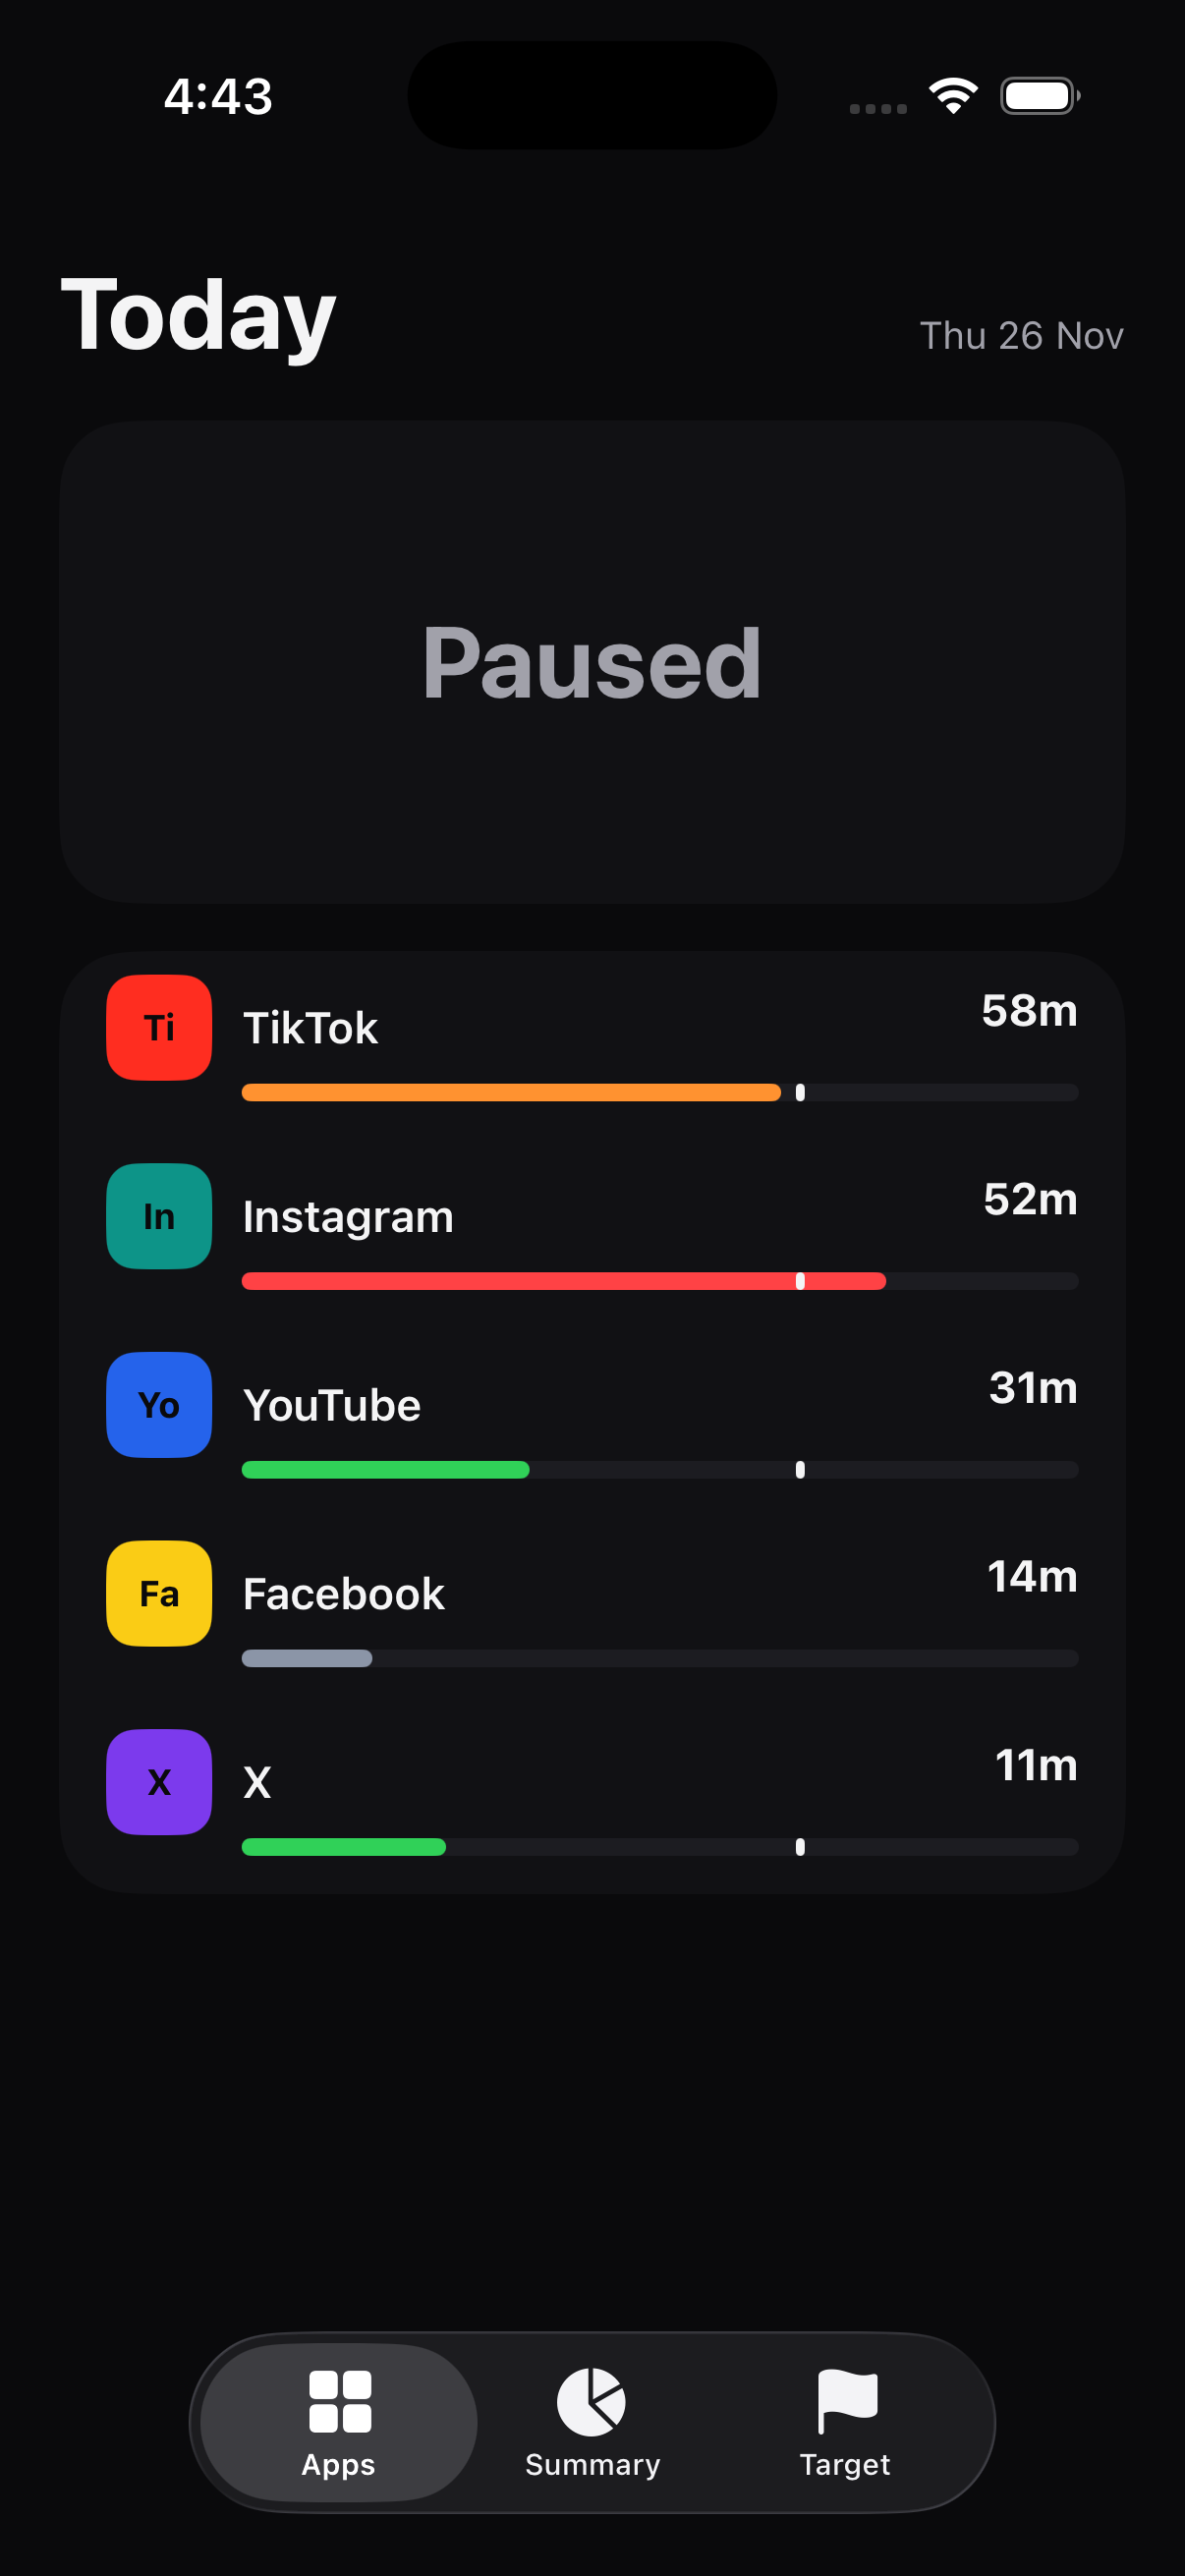 4:43
Today
Thu 26 Nov
Paused
Ti
TikTok
58m
In
Instagram
52m
Yo
YouTube
31m
Fa
Facebook
14m
X
X
11m
Apps
Summary
Target